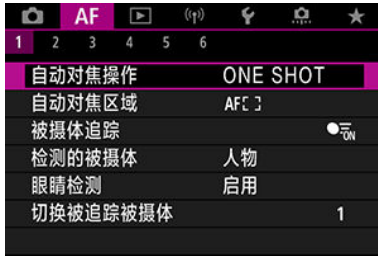 AF
1 2 3 4 5 6
自动对焦操作 ONE SHOT
自动对焦区域 AF[ ]
被摄体追踪 ON
检测的被摄体 人物
眼睛检测 启用
切换被追踪被摄体 1